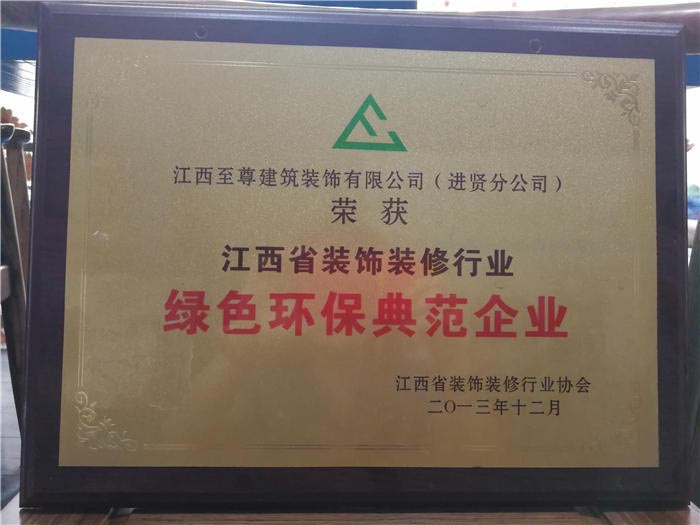 江西至尊建筑装饰有限公司（进贤分公司）
荣获
江西省装饰装修行业
绿色环保典范企业
江西省装饰装修行业协会
二〇一三年十二月